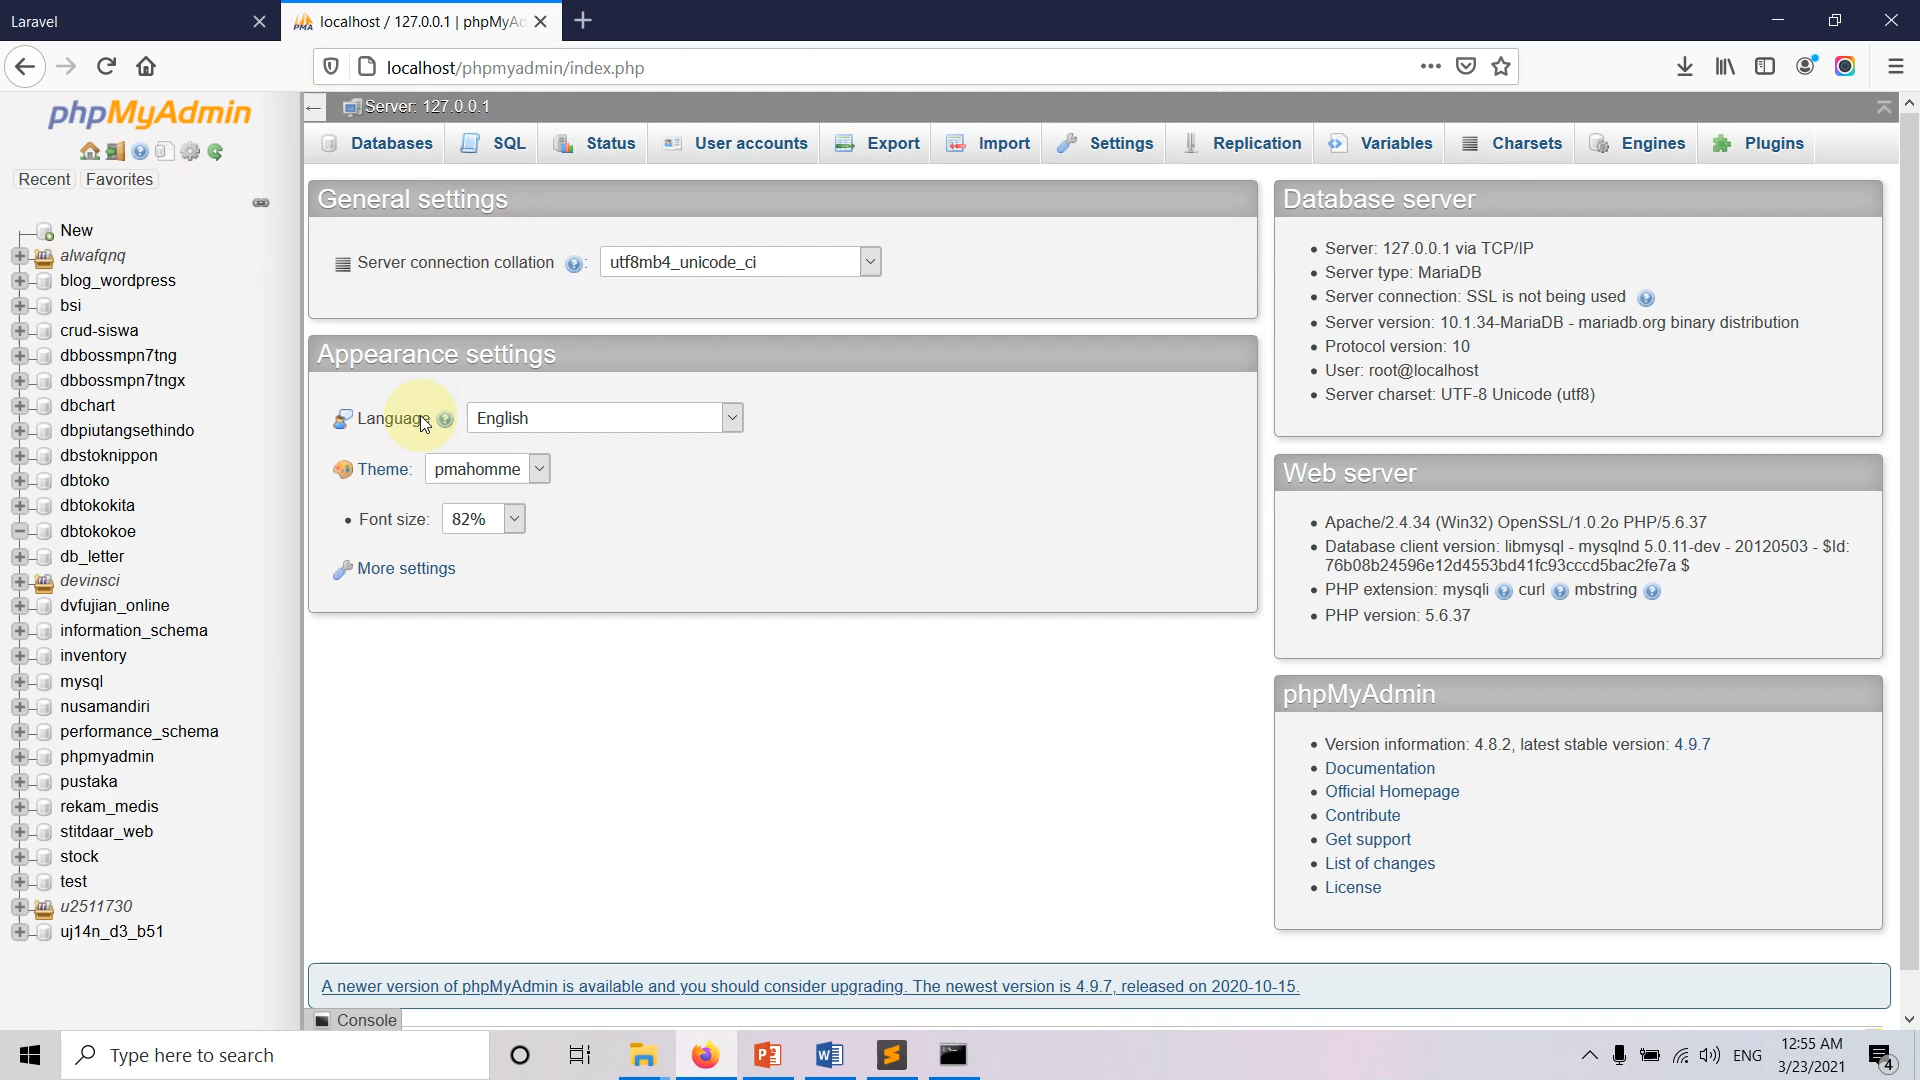 Laravel
localhost / 127.0.0.1 | phpMyAd
localhost/phpmyadmin/index.php
phpMyAdmin
Recent Favorites
New
alwafqnq
blog_wordpress
bsi
crud-siswa
dbbossmpn7tng
dbbossmpn7tngx
dbchart
dbpiutangsethindo
dbstoknippon
dbtoko
dbtokokita
dbtokokoe
db_letter
devinsci
dvfujian_online
information_schema
inventory
mysql
nusamandiri
performance_schema
phpmyadmin
pustaka
rekam_medis
stitdaar_web
stock
test
u2511730
uj14n_d3_b51
Server: 127.0.0.1
Databases SQL Status User accounts Export Import Settings Replication Variables Charsets Engines Plugins
General settings
Server connection collation : utf8mb4_unicode_ci
Appearance settings
Language English
Theme: pmahomme
• Font size: 82%
More settings
Database server
• Server: 127.0.0.1 via TCP/IP
• Server type: MariaDB
• Server connection: SSL is not being used
• Server version: 10.1.34-MariaDB - mariadb.org binary distribution
• Protocol version: 10
• User: root@localhost
• Server charset: UTF-8 Unicode (utf8)
Web server
• Apache/2.4.34 (Win32) OpenSSL/1.0.2o PHP/5.6.37
• Database client version: libmysql - mysqlnd 5.0.11-dev - 20120503 - $Id:
76b08b24596e12d4553bd41fc93cccd5bac2fe7a $
• PHP extension: mysqli curl mbstring
• PHP version: 5.6.37
phpMyAdmin
• Version information: 4.8.2, latest stable version: 4.9.7
• Documentation
• Official Homepage
• Contribute
• Get support
• List of changes
• License
A newer version of phpMyAdmin is available and you should consider upgrading. The newest version is 4.9.7, released on 2020-10-15.
Console
Type here to search
ENG
12:55 AM
3/23/2021
4